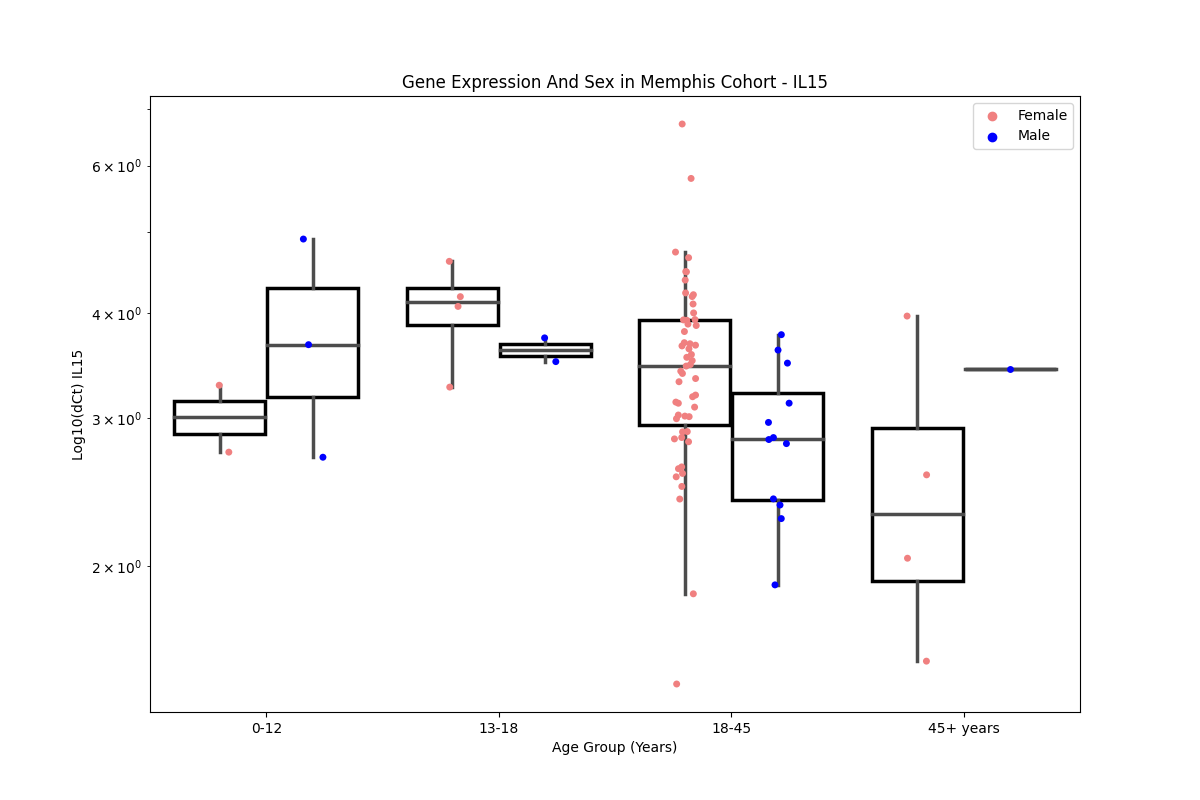 Gene Expression And Sex in Memphis Cohort - IL15
Female
Male
6 × 10⁰
4 × 10⁰
3 × 10⁰
2 × 10⁰
Log10(dCt) IL15
0-12
13-18
18-45
45+ years
Age Group (Years)